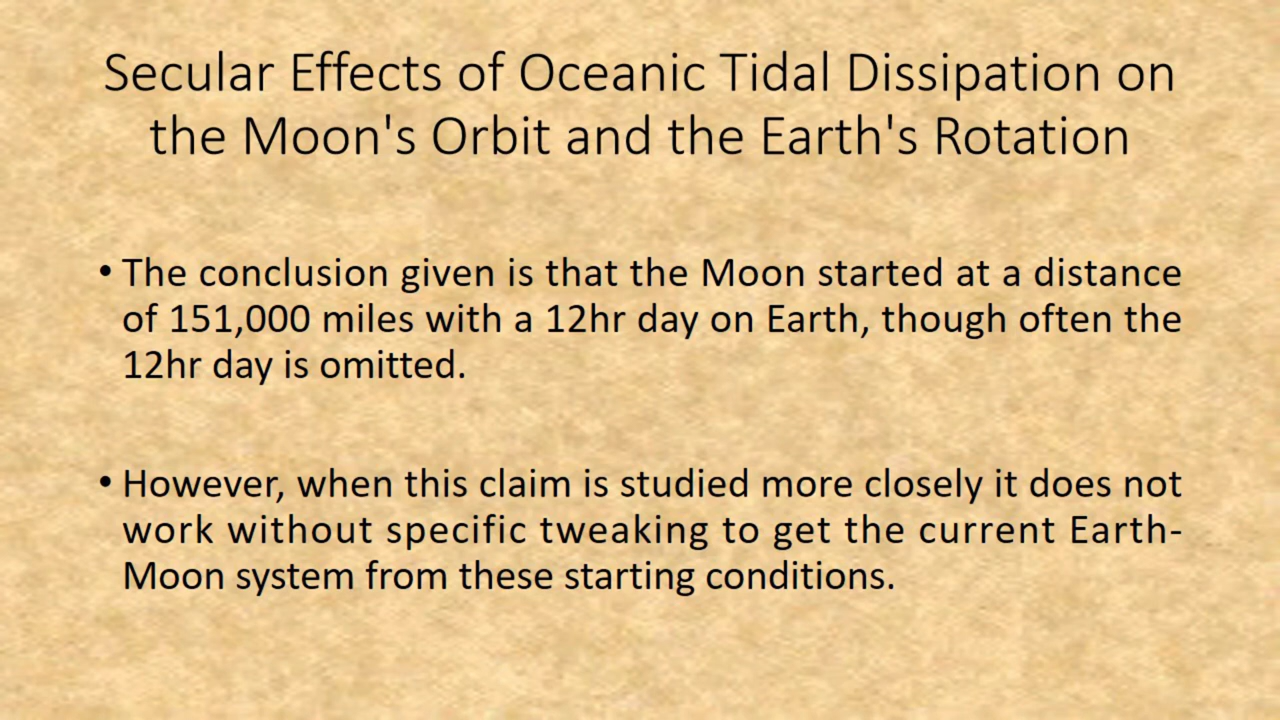 Secular Effects of Oceanic Tidal Dissipation on
the Moon's Orbit and the Earth's Rotation
• The conclusion given is that the Moon started at a distance
of 151,000 miles with a 12hr day on Earth, though often the
12hr day is omitted.
• However, when this claim is studied more closely it does not
work without specific tweaking to get the current Earth-
Moon system from these starting conditions.